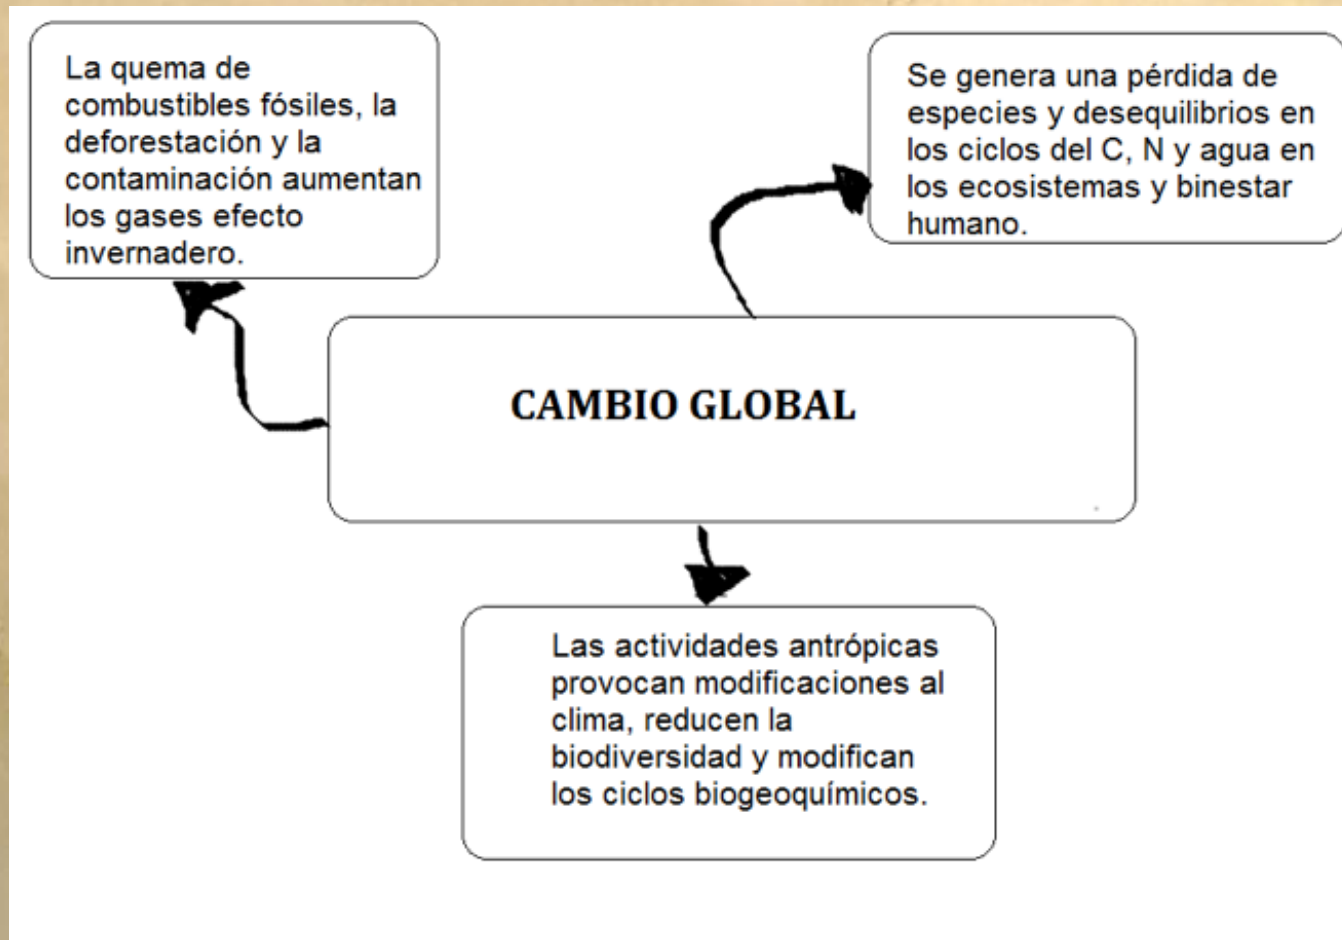 La quema de
combustibles fósiles, la
deforestación y la
contaminación aumentan
los gases efecto
invernadero.
Se genera una pérdida de
especies y desequilibrios en
los ciclos del C, N y agua en
los ecosistemas y binestar
humano.
CAMBIO GLOBAL
Las actividades antrópicas
provocan modificaciones al
clima, reducen la
biodiversidad y modifican
los ciclos biogeoquímicos.